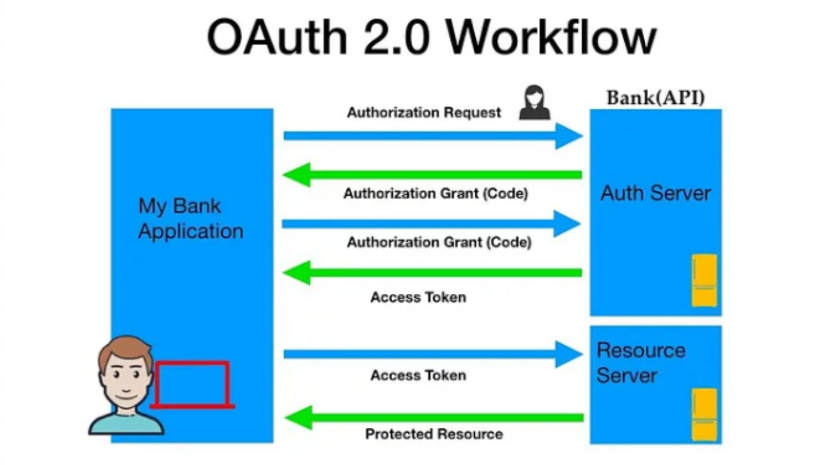 OAuth 2.0 Workflow
Bank(API)
Authorization Request
Authorization Grant (Code)
My Bank
Application
Auth Server
Authorization Grant (Code)
Access Token
Resource
Server
Access Token
Protected Resource